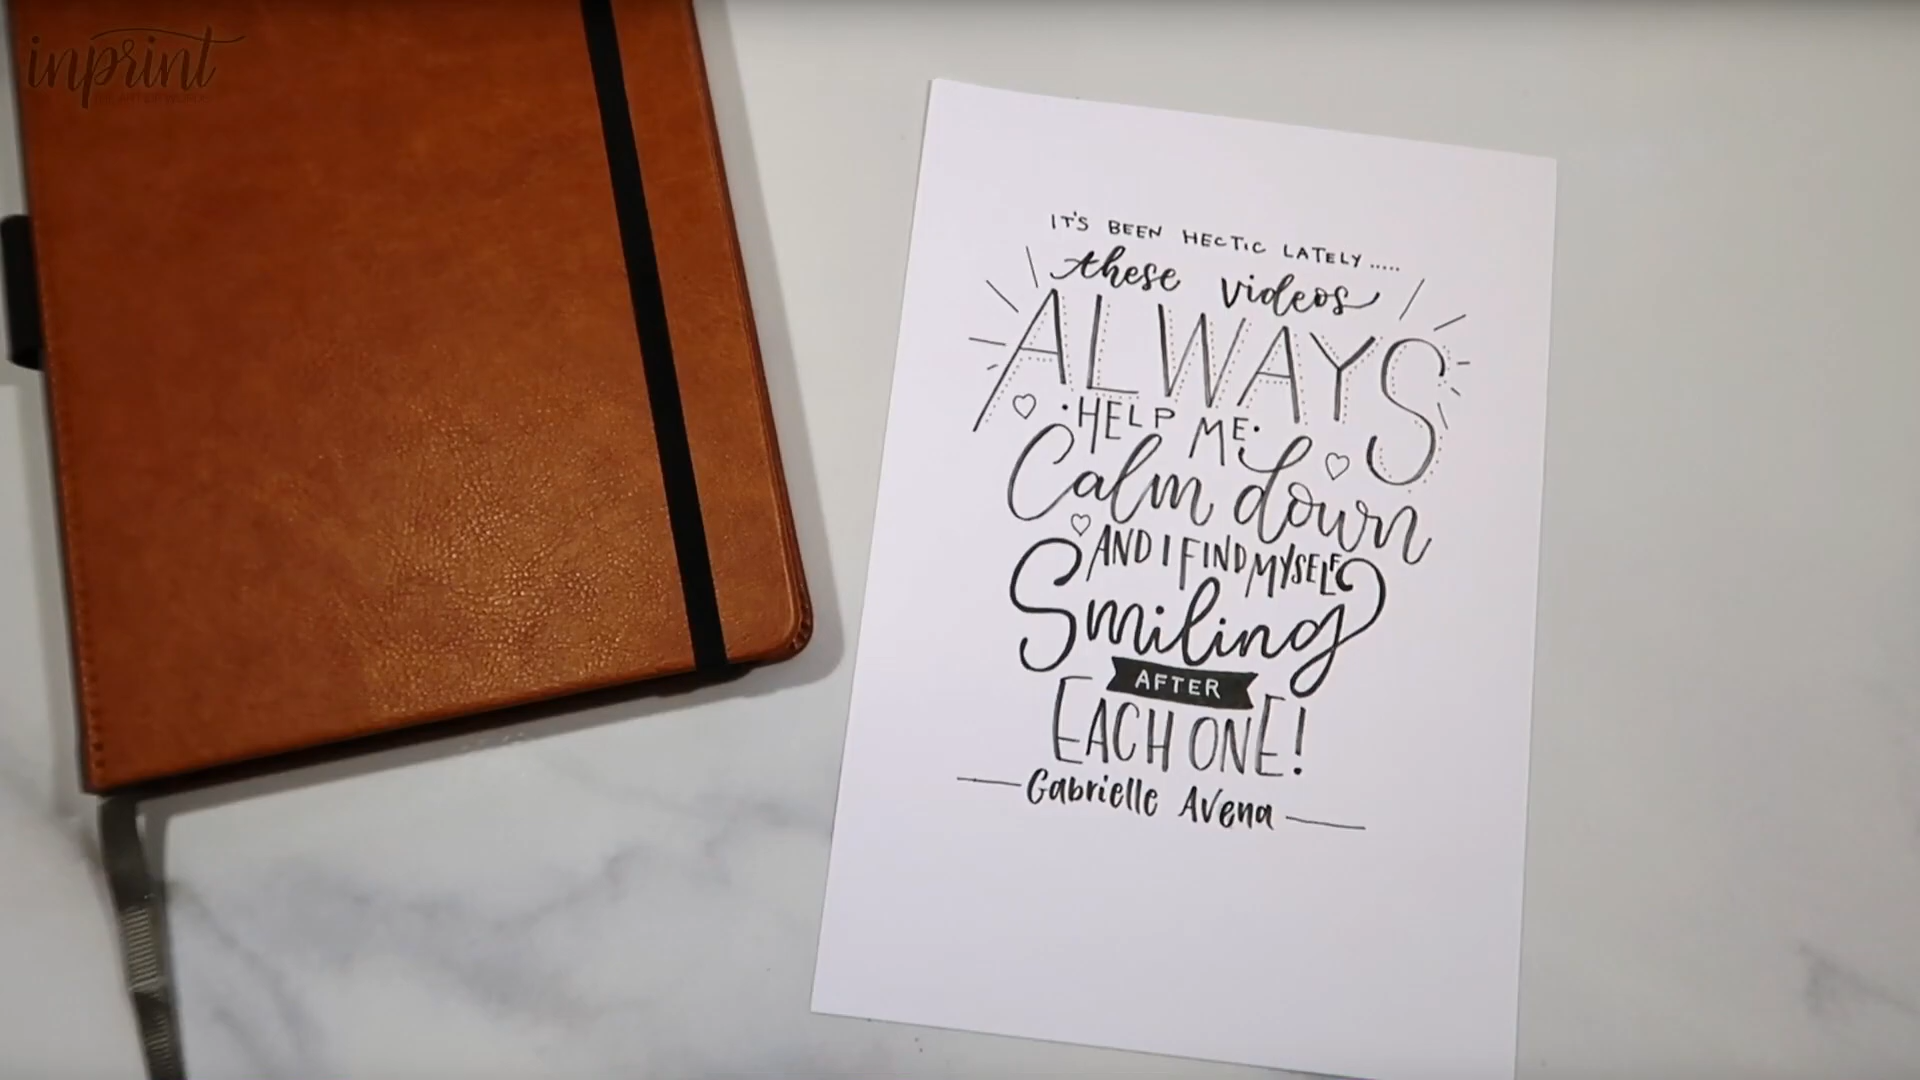 inprint
IT'S BEEN HECTIC LATELY.....
these videos
ALWAYS
·HELP ME·
Calm down
AND I FIND MYSELF
Smiling
AFTER
EACH ONE!
— Gabrielle Avena —